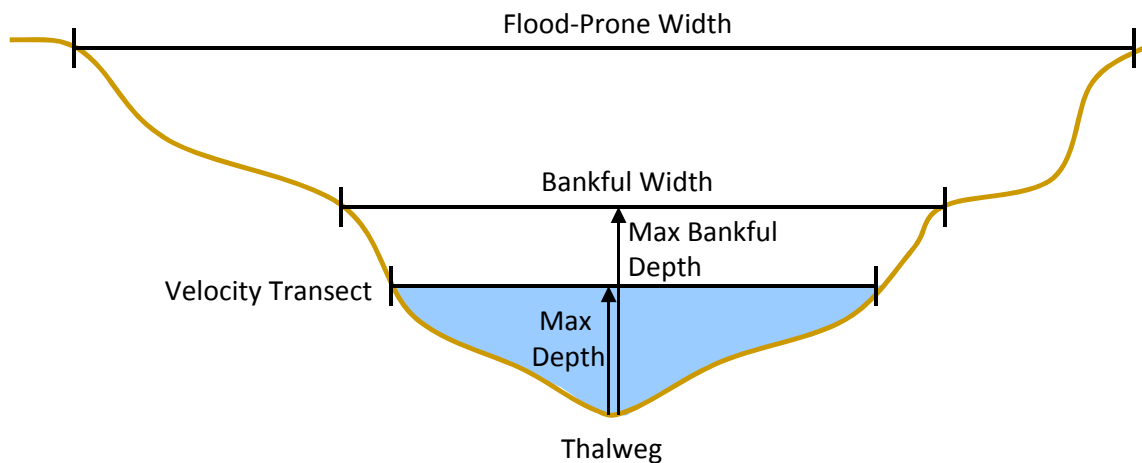 Flood-Prone Width
Bankful Width
Max Bankful
Depth
Velocity Transect
Max
Depth
Thalweg